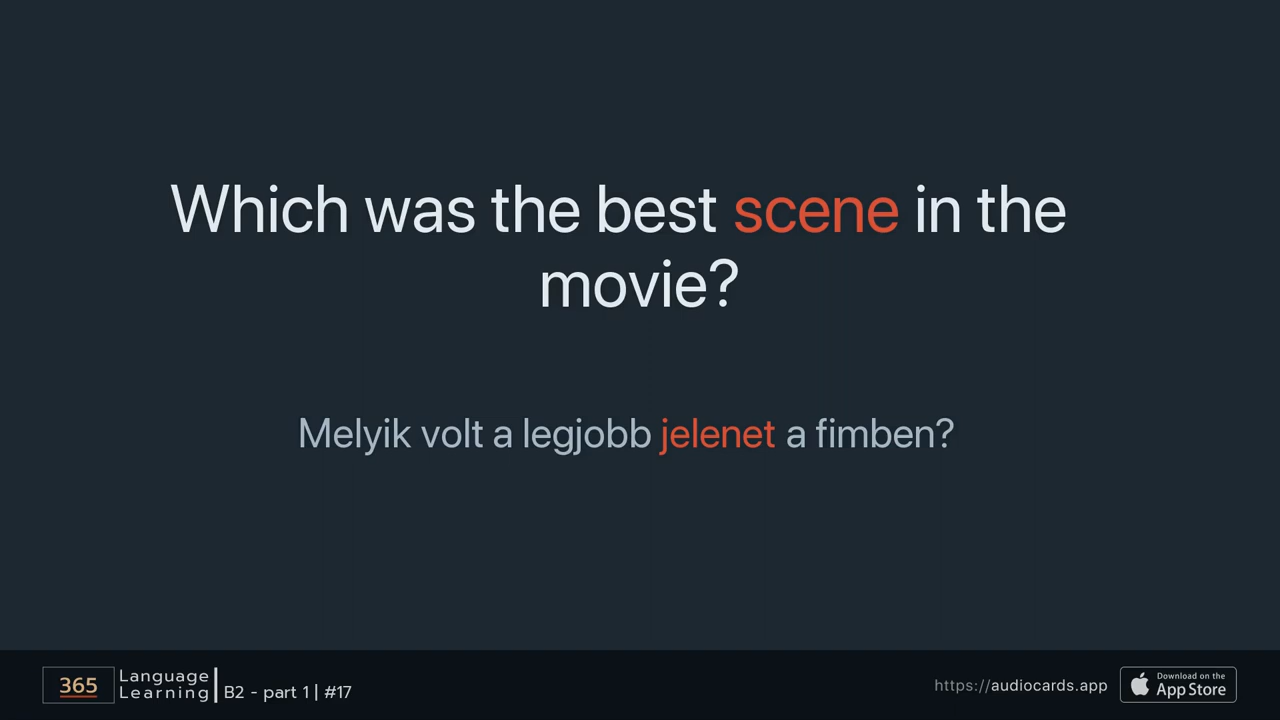 Which was the best scene in the
movie?
Melyik volt a legjobb jelenet a fimben?
365 Language Learning
B2 - part 1 | #17
https://audiocards.app
Download on the
App Store